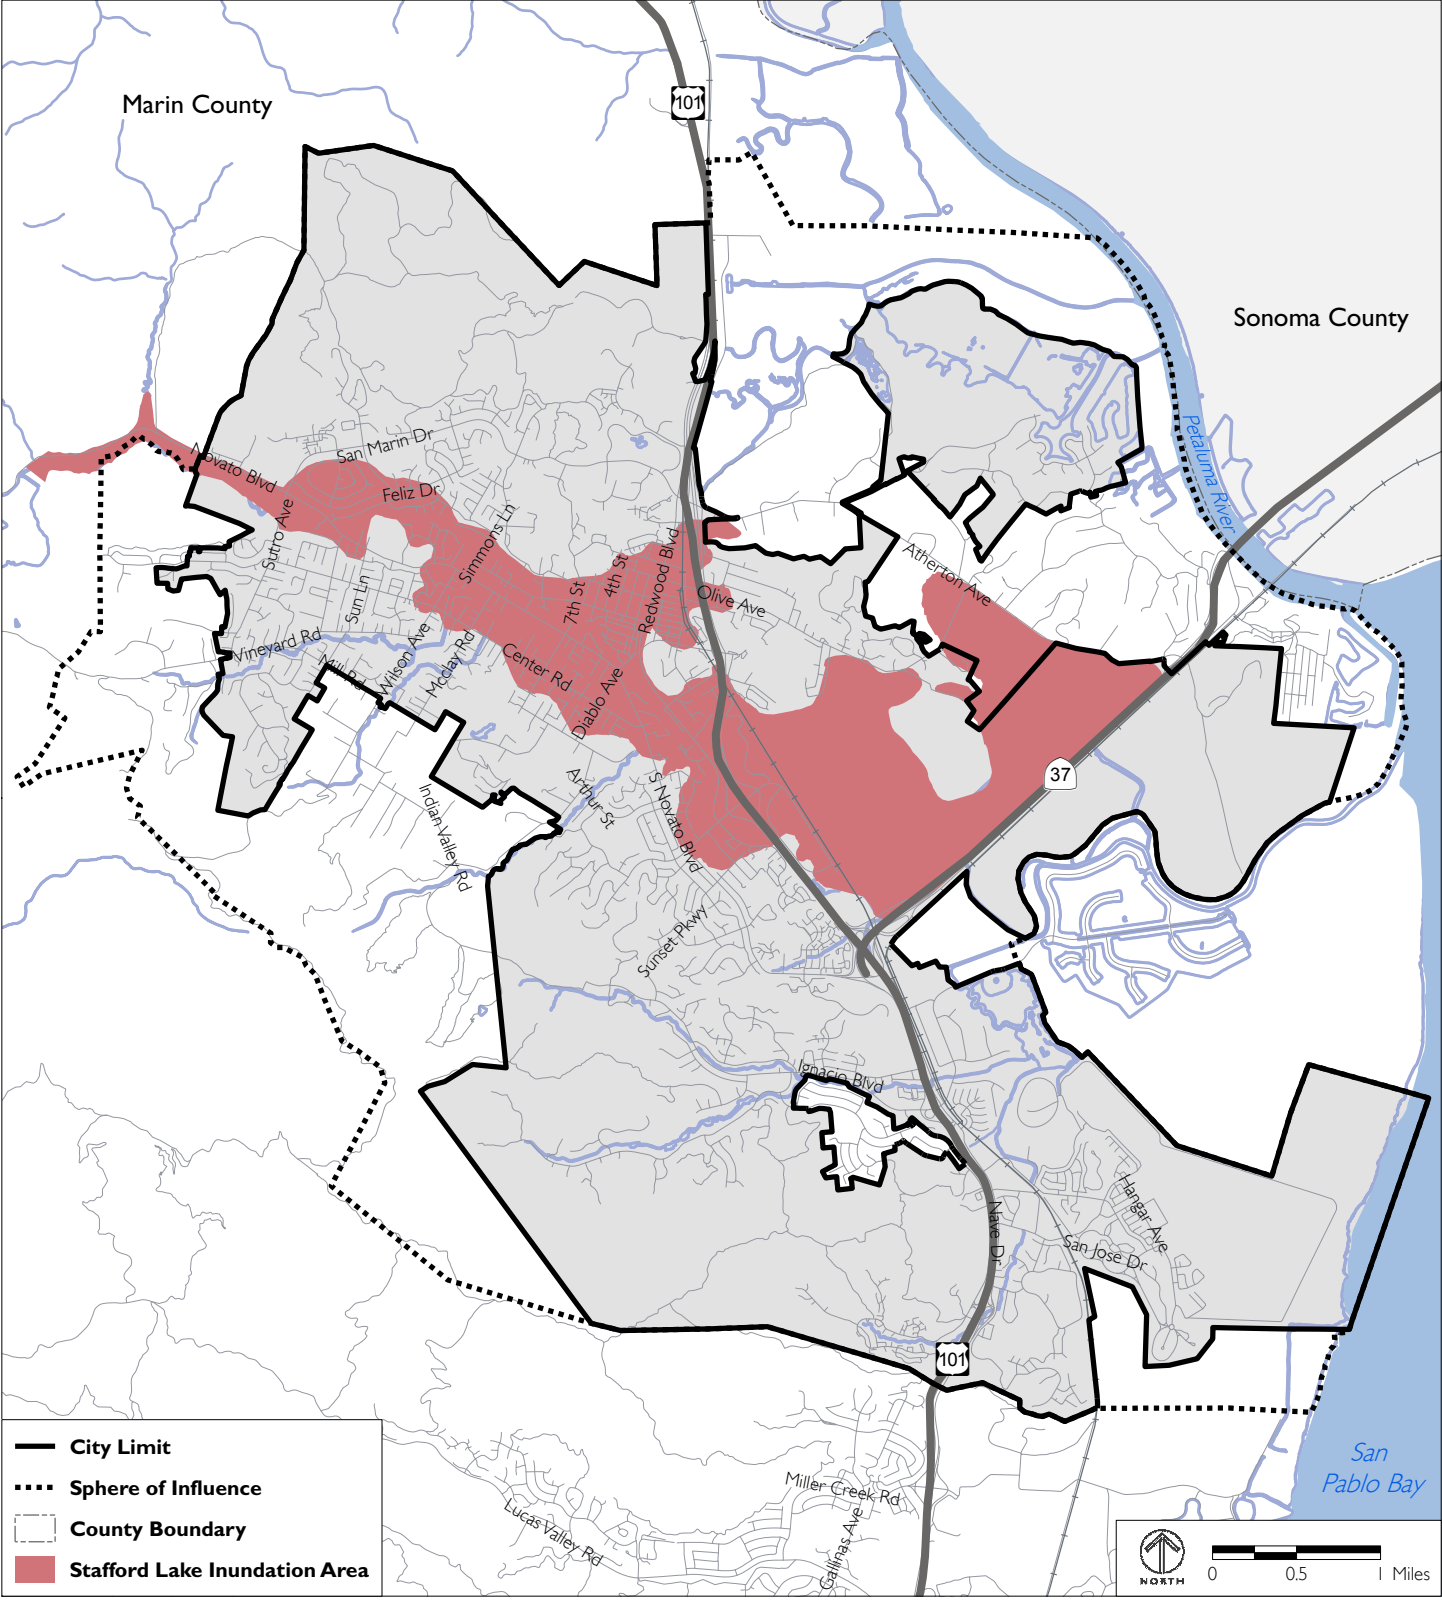 Marin County
101
Sonoma County
Petaluma River
San Marin Dr
Novato Blvd
Feliz Dr
Sutro Ave
Simmons Ln
Sun Ln
7th St
4th St
Redwood Blvd
Olive Ave
Atherton Ave
Vineyard Rd
Mill Rd
Wilson Ave
Mcclay Rd
Center Rd
Diablo Ave
37
Arthur St
S Novato Blvd
Indian Valley Rd
Sunset Pkwy
Ignacio Blvd
Nave Dr
Hangar Ave
San Jose Dr
101
Miller Creek Rd
Lucas Valley Rd
Gallinas Ave
San
Pablo Bay
City Limit
Sphere of Influence
County Boundary
Stafford Lake Inundation Area
NORTH
0 0.5 1 Miles